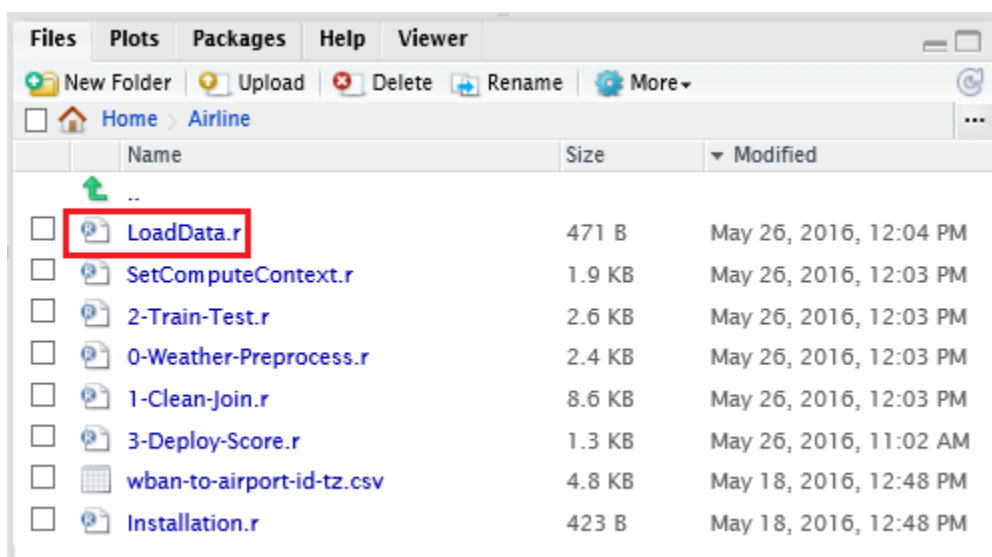 Files Plots Packages Help Viewer
New Folder Upload Delete Rename More
Home Airline ...
Name Size Modified
..
LoadData.r 471 B May 26, 2016, 12:04 PM
SetComputeContext.r 1.9 KB May 26, 2016, 12:03 PM
2-Train-Test.r 2.6 KB May 26, 2016, 12:03 PM
0-Weather-Preprocess.r 2.4 KB May 26, 2016, 12:03 PM
1-Clean-Join.r 8.6 KB May 26, 2016, 12:03 PM
3-Deploy-Score.r 1.3 KB May 26, 2016, 11:02 AM
wban-to-airport-id-tz.csv 4.8 KB May 18, 2016, 12:48 PM
Installation.r 423 B May 18, 2016, 12:48 PM